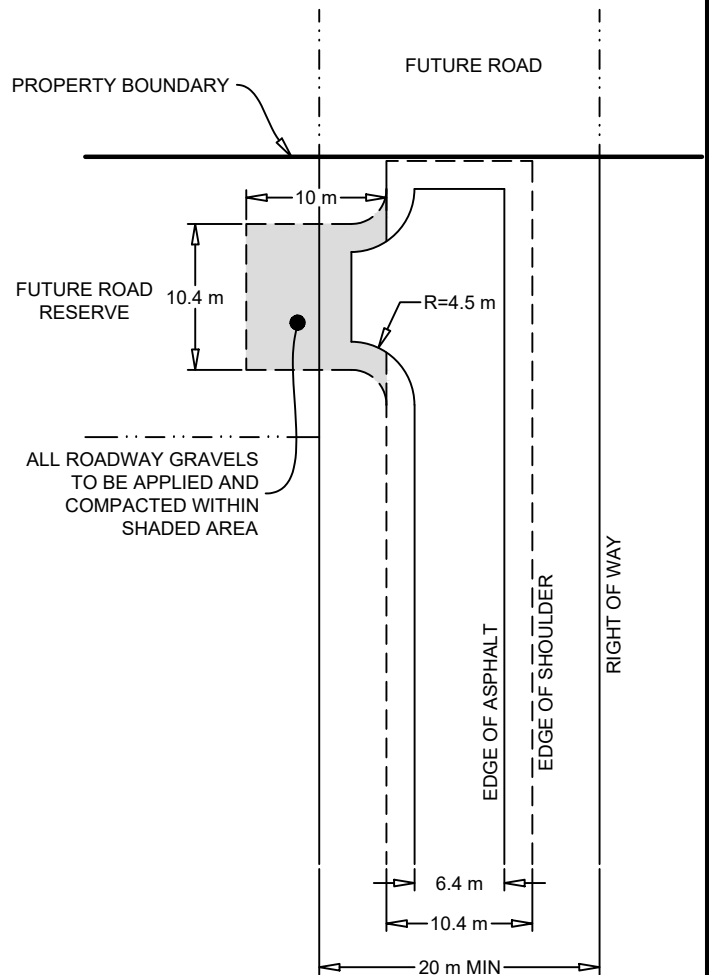 FUTURE ROAD
PROPERTY BOUNDARY
10 m
FUTURE ROAD
RESERVE
10.4 m
R=4.5 m
ALL ROADWAY GRAVELS
TO BE APPLIED AND
COMPACTED WITHIN
SHADED AREA
EDGE OF ASPHALT
EDGE OF SHOULDER
RIGHT OF WAY
6.4 m
10.4 m
20 m MIN